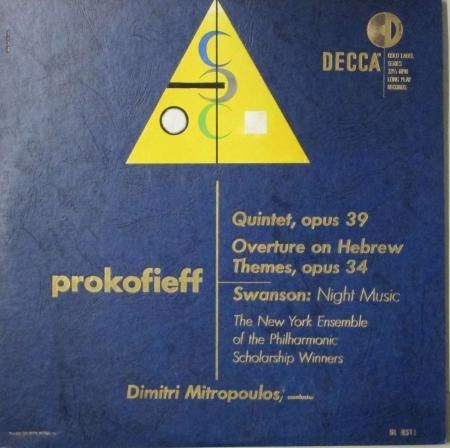 DECCA
GOLD LABEL
SERIES
33⅓ RPM
LONG PLAY
RECORDS
Quintet, opus 39
Overture on Hebrew
Themes, opus 34
prokofieff
Swanson: Night Music
The New York Ensemble
of the Philharmonic
Scholarship Winners
Dimitri Mitropoulos, conductor